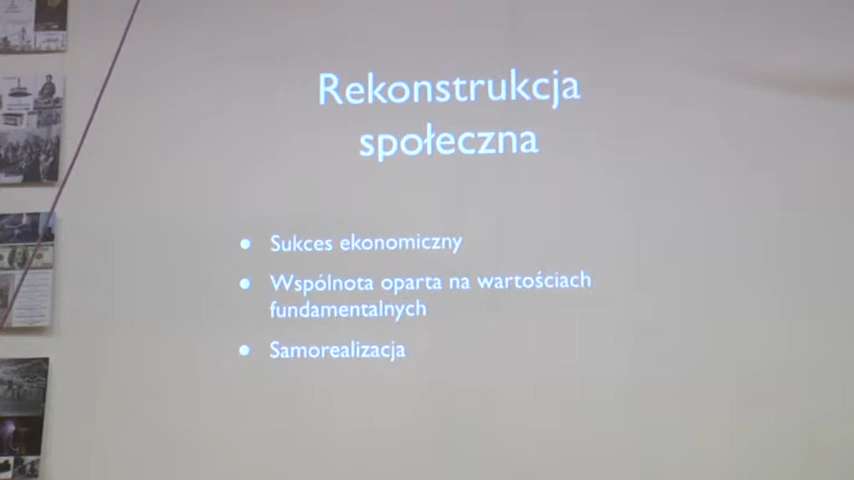 Rekonstrukcja
społeczna
● Sukces ekonomiczny
● Wspólnota oparta na wartościach
fundamentalnych
● Samorealizacja